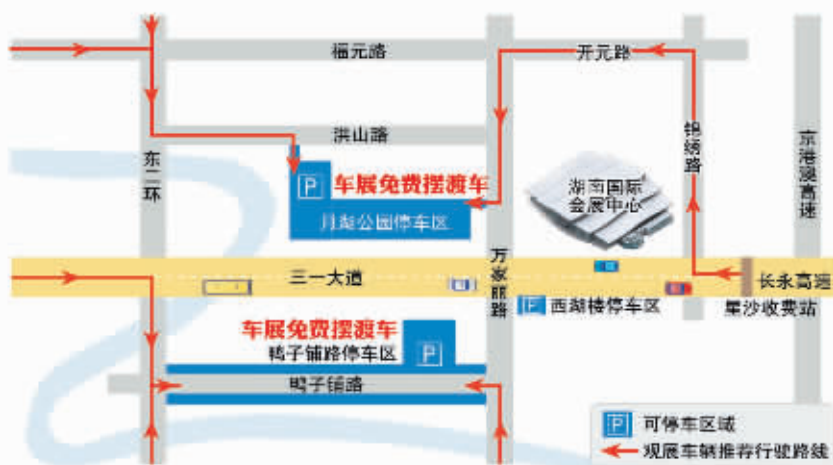 福元路
开元路
洪山路
东二环
锦绣路
京港澳高速
P
车展免费摆渡车
月湖公园停车区
湖南国际
会展中心
万家丽路
三一大道
长永高速
星沙收费站
P
西湖楼停车区
车展免费摆渡车
鸭子铺路停车区
P
鸭子铺路
P
可停车区域
观展车辆推荐行驶路线